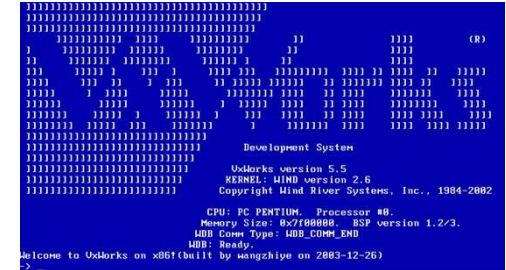 (R)
Development System
VxWorks version 5.5
KERNEL: WIND version 2.6
Copyright Wind River Systems, Inc., 1984-2002
CPU: PC PENTIUM. Processor #0.
Memory Size: 0x7f00000. BSP version 1.2/3.
WDB Comm Type: WDB_COMM_END
WDB: Ready.
Welcome to VxWorks on x86!(built by wangzhiye on 2003-12-26)
-> _